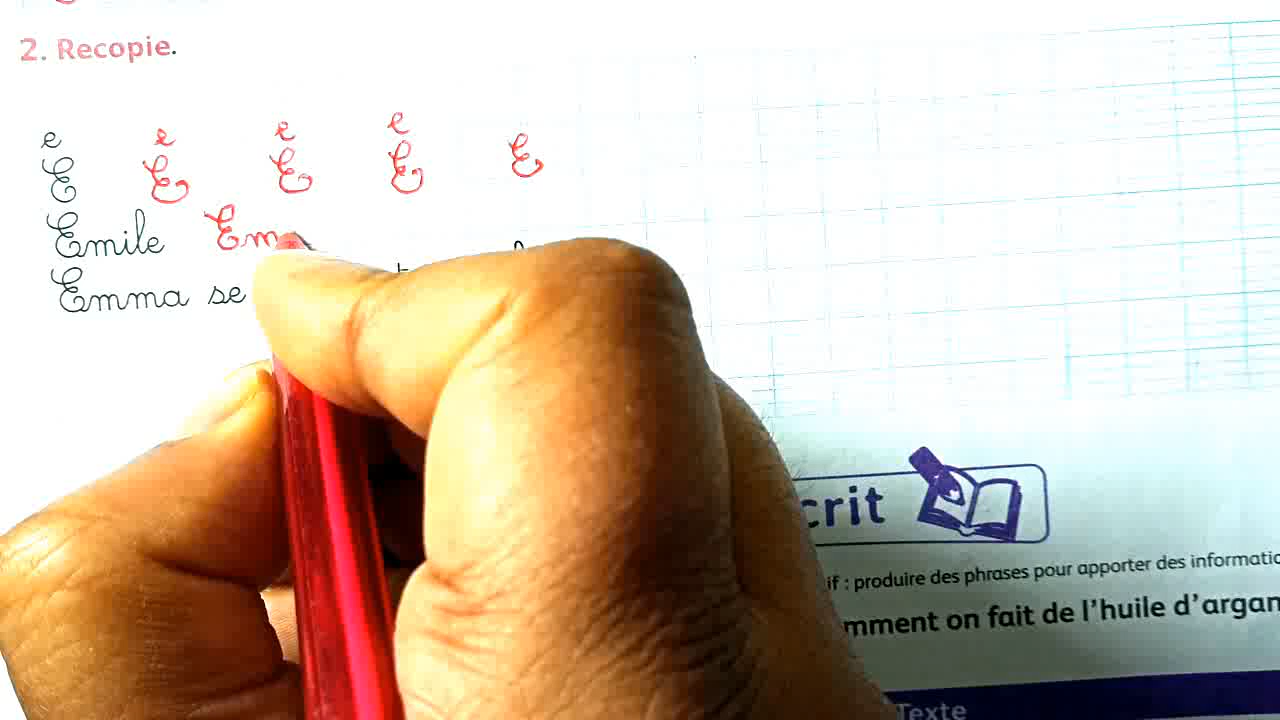 2. Recopie.
e e e e
E E E E E
Emile Em
Emma se
crit
if : produire des phrases pour apporter des
mment on fait de l'huile d'argan
Texte